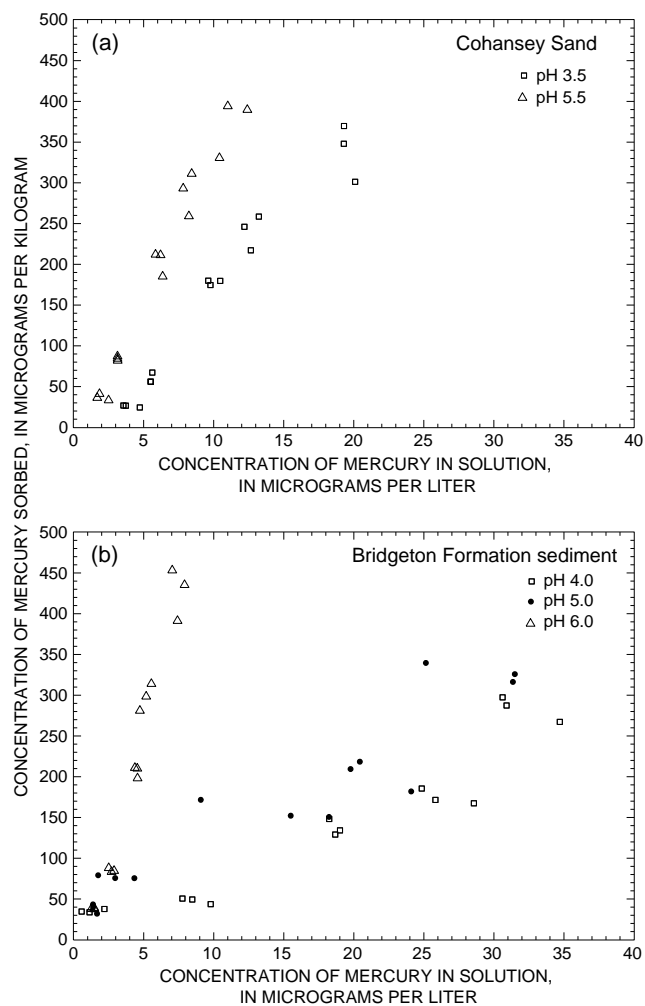 CONCENTRATION OF MERCURY SORBED, IN MICROGRAMS PER KILOGRAM
(a)
Cohansey Sand
pH 3.5
pH 5.5
500
450
400
350
300
250
200
150
100
50
0
0 5 10 15 20 25 30 35 40
CONCENTRATION OF MERCURY IN SOLUTION,
IN MICROGRAMS PER LITER
(b)
Bridgeton Formation sediment
pH 4.0
pH 5.0
pH 6.0
500
450
400
350
300
250
200
150
100
50
0
0 5 10 15 20 25 30 35 40
CONCENTRATION OF MERCURY IN SOLUTION,
IN MICROGRAMS PER LITER